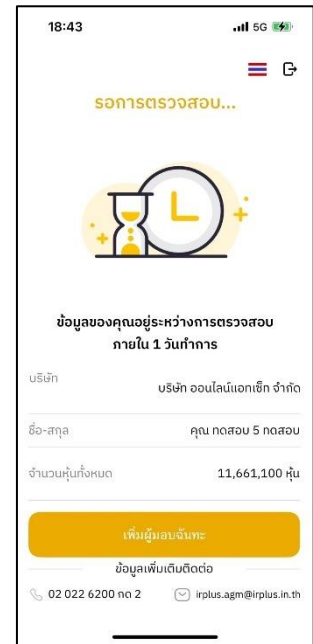 18:43
5G
รอการตรวจสอบ...
ข้อมูลของคุณอยู่ระหว่างการตรวจสอบ
ภายใน 1 วันทำการ
บริษัท
บริษัท ออนไลน์แอทเซ็ท จำกัด
ชื่อ-สกุล
คุณ ทดสอบ 5 ทดสอบ
จำนวนหุ้นทั้งหมด
11,661,100 หุ้น
เพิ่มผู้มอบฉันทะ
ข้อมูลเพิ่มเติมติดต่อ
02 022 6200 กด 2
irplus.agm@irplus.in.th